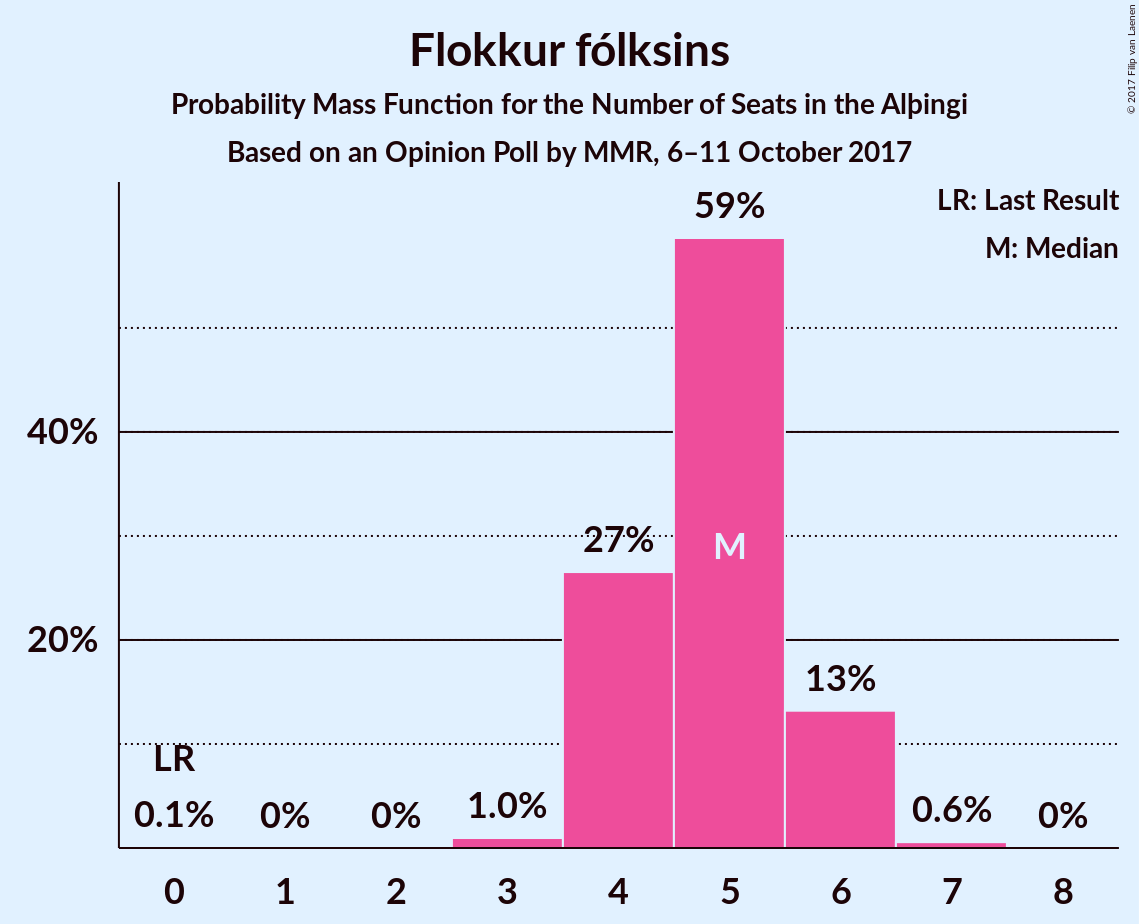 Flokkur fólksins
Probability Mass Function for the Number of Seats in the Alþingi
Based on an Opinion Poll by MMR, 6–11 October 2017
© 2017 Filip van Laenen
LR: Last Result
M: Median
59%
40%
27%
M
20%
13%
LR
0.1%
0%
0%
1.0%
0.6%
0%
0
1
2
3
4
5
6
7
8